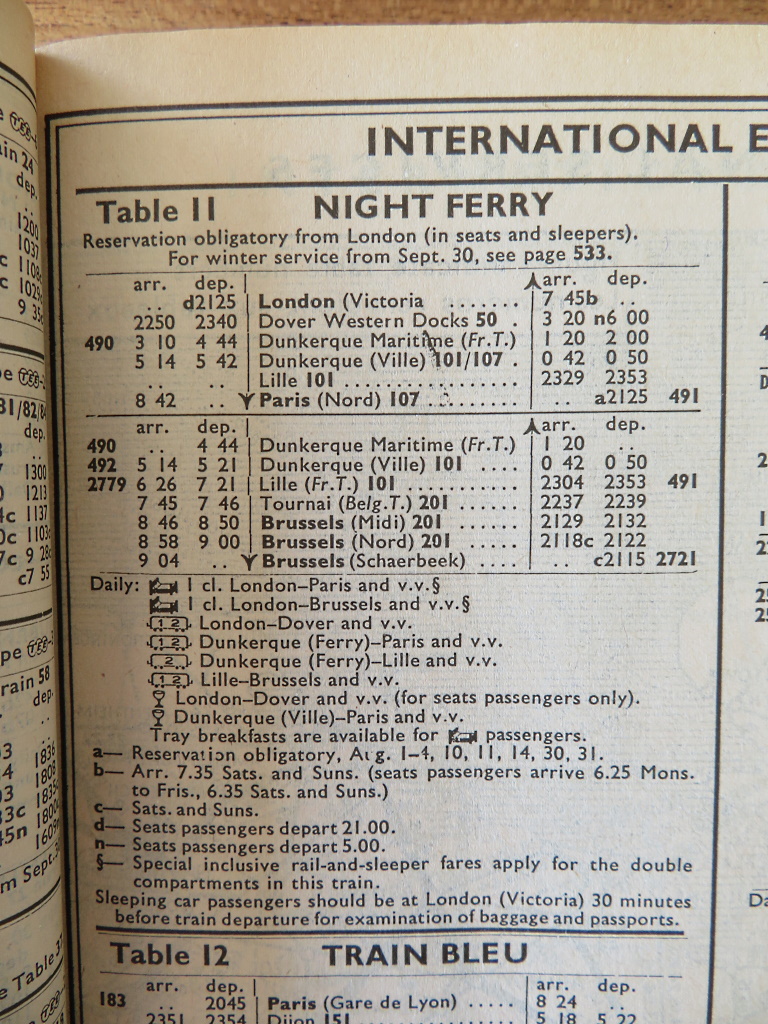 INTERNATIONAL E
Table 11 NIGHT FERRY
Reservation obligatory from London (in seats and sleepers).
For winter service from Sept. 30, see page 533.
arr. dep. arr. dep.
.. d2125 London (Victoria ....... 7 45b ..
2250 2340 Dover Western Docks 50 . 3 20 n6 00
490 3 10 4 44 Dunkerque Maritime (Fr.T.) 1 20 2 00
5 14 5 42 Dunkerque (Ville) 101/107 . 0 42 0 50
.. .. Lille 101 .................. 2329 2353
8 42 .. Paris (Nord) 107 ......... .. a2125 491
arr. dep. arr. dep.
490 .. 4 44 Dunkerque Maritime (Fr.T.) 1 20 ..
492 5 14 5 21 Dunkerque (Ville) 101 .... 0 42 0 50
2779 6 26 7 21 Lille (Fr.T.) 101 ............ 2304 2353 491
7 45 7 46 Tournai (Belg.T.) 201 ...... 2237 2239
8 46 8 50 Brussels (Midi) 201 ...... 2129 2132
8 58 9 00 Brussels (Nord) 201 ...... 2118c 2122
9 04 .. Brussels (Schaerbeek) .... .. c2115 2721
Daily: 1 cl. London–Paris and v.v.§
1 cl. London–Brussels and v.v.§
1 2 London–Dover and v.v.
1 2 Dunkerque (Ferry)–Paris and v.v.
2 Dunkerque (Ferry)–Lille and v.v.
1 2 Lille–Brussels and v.v.
London–Dover and v.v. (for seats passengers only).
Dunkerque (Ville)–Paris and v.v.
Tray breakfasts are available for passengers.
a— Reservation obligatory, Aug. 1–4, 10, 11, 14, 30, 31.
b— Arr. 7.35 Sats. and Suns. (seats passengers arrive 6.25 Mons.
to Fris., 6.35 Sats. and Suns.)
c— Sats. and Suns.
d— Seats passengers depart 21.00.
n— Seats passengers depart 5.00.
§— Special inclusive rail-and-sleeper fares apply for the double
compartments in this train.
Sleeping car passengers should be at London (Victoria) 30 minutes
before train departure for examination of baggage and passports.
Table 12 TRAIN BLEU
arr. dep. arr. dep.
183 .. 2045 Paris (Gare de Lyon) ..... 8 24 ..
2351 2354 Dijon 151 5 18 5 22